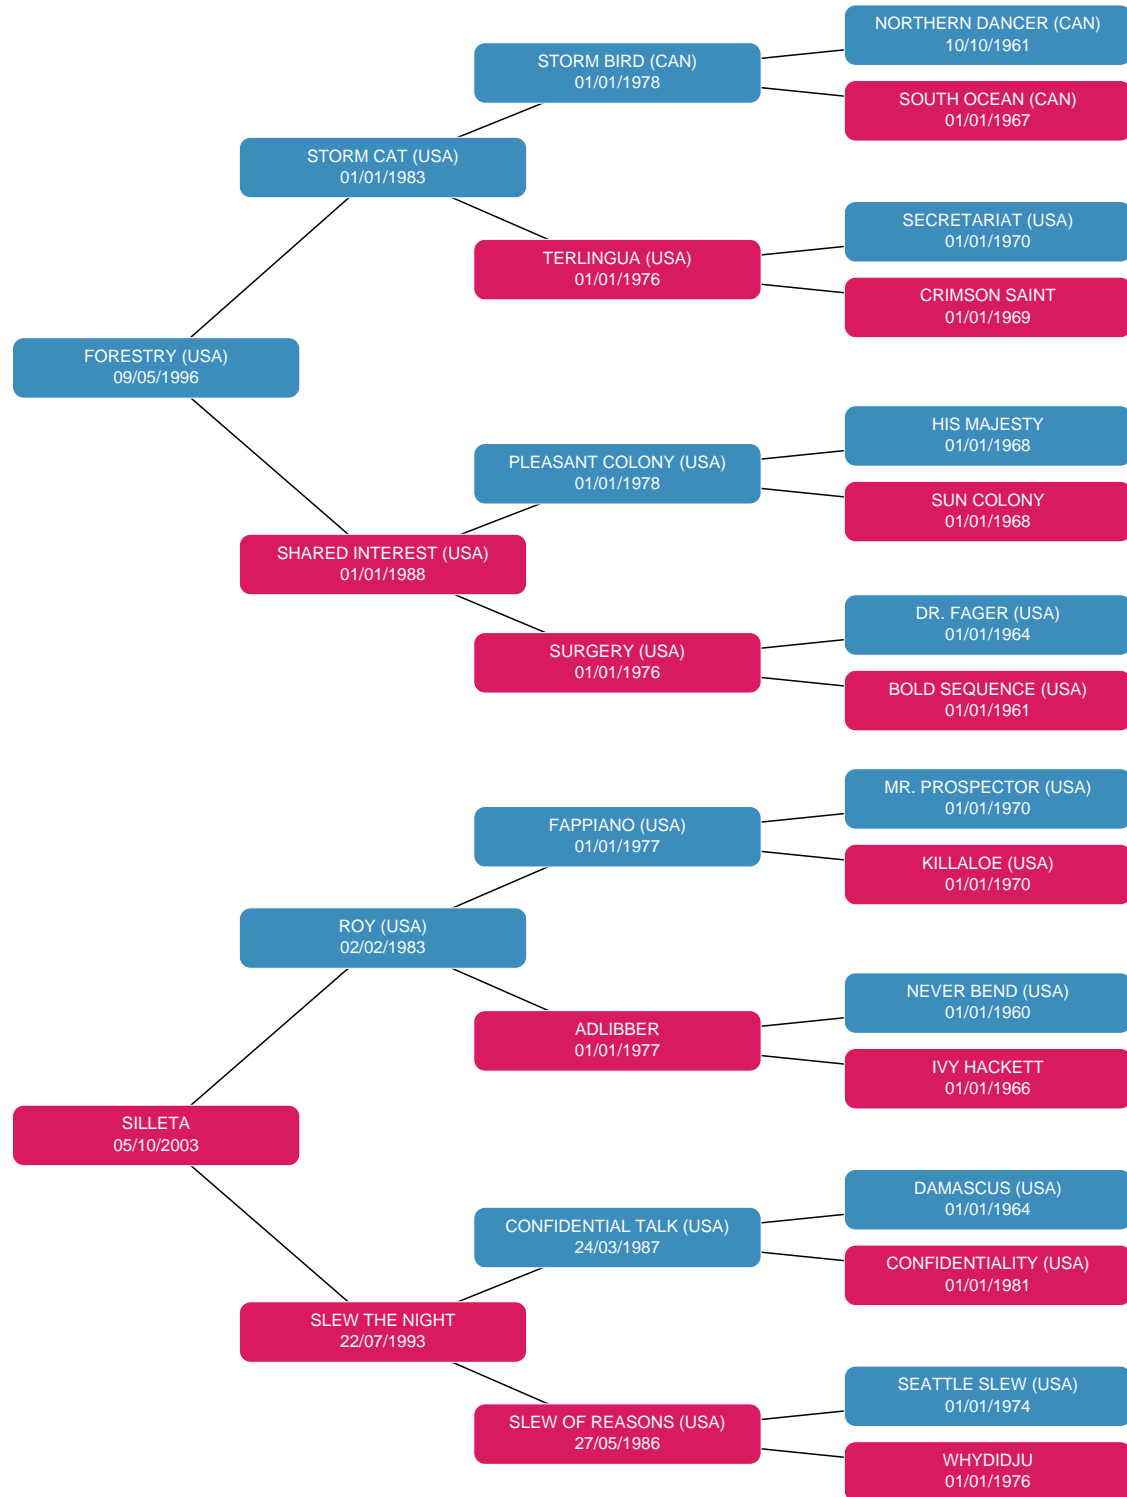 NORTHERN DANCER (CAN)
10/10/1961
STORM BIRD (CAN)
01/01/1978
SOUTH OCEAN (CAN)
01/01/1967
STORM CAT (USA)
01/01/1983
SECRETARIAT (USA)
01/01/1970
TERLINGUA (USA)
01/01/1976
CRIMSON SAINT
01/01/1969
FORESTRY (USA)
09/05/1996
HIS MAJESTY
01/01/1968
PLEASANT COLONY (USA)
01/01/1978
SUN COLONY
01/01/1968
SHARED INTEREST (USA)
01/01/1988
DR. FAGER (USA)
01/01/1964
SURGERY (USA)
01/01/1976
BOLD SEQUENCE (USA)
01/01/1961
MR. PROSPECTOR (USA)
01/01/1970
FAPPIANO (USA)
01/01/1977
KILLALOE (USA)
01/01/1970
ROY (USA)
02/02/1983
NEVER BEND (USA)
01/01/1960
ADLIBBER
01/01/1977
IVY HACKETT
01/01/1966
SILLETA
05/10/2003
DAMASCUS (USA)
01/01/1964
CONFIDENTIAL TALK (USA)
24/03/1987
CONFIDENTIALITY (USA)
01/01/1981
SLEW THE NIGHT
22/07/1993
SEATTLE SLEW (USA)
01/01/1974
SLEW OF REASONS (USA)
27/05/1986
WHYDIDJU
01/01/1976